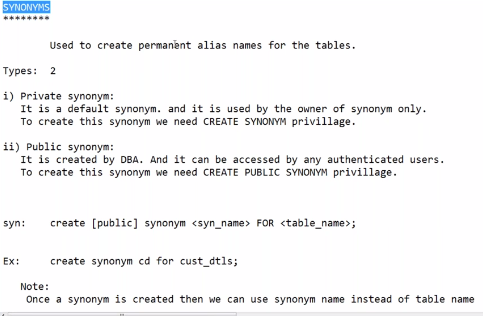 SYNONYMS
********
Used to create permanent alias names for the tables.
Types: 2
i) Private synonym:
It is a default synonym. and it is used by the owner of synonym only.
To create this synonym we need CREATE SYNONYM privillage.
ii) Public synonym:
It is created by DBA. And it can be accessed by any authenticated users.
To create this synonym we need CREATE PUBLIC SYNONYM privillage.
syn: create [public] synonym <syn_name> FOR <table_name>;
Ex: create synonym cd for cust_dtls;
Note:
Once a synonym is created then we can use synonym name instead of table name